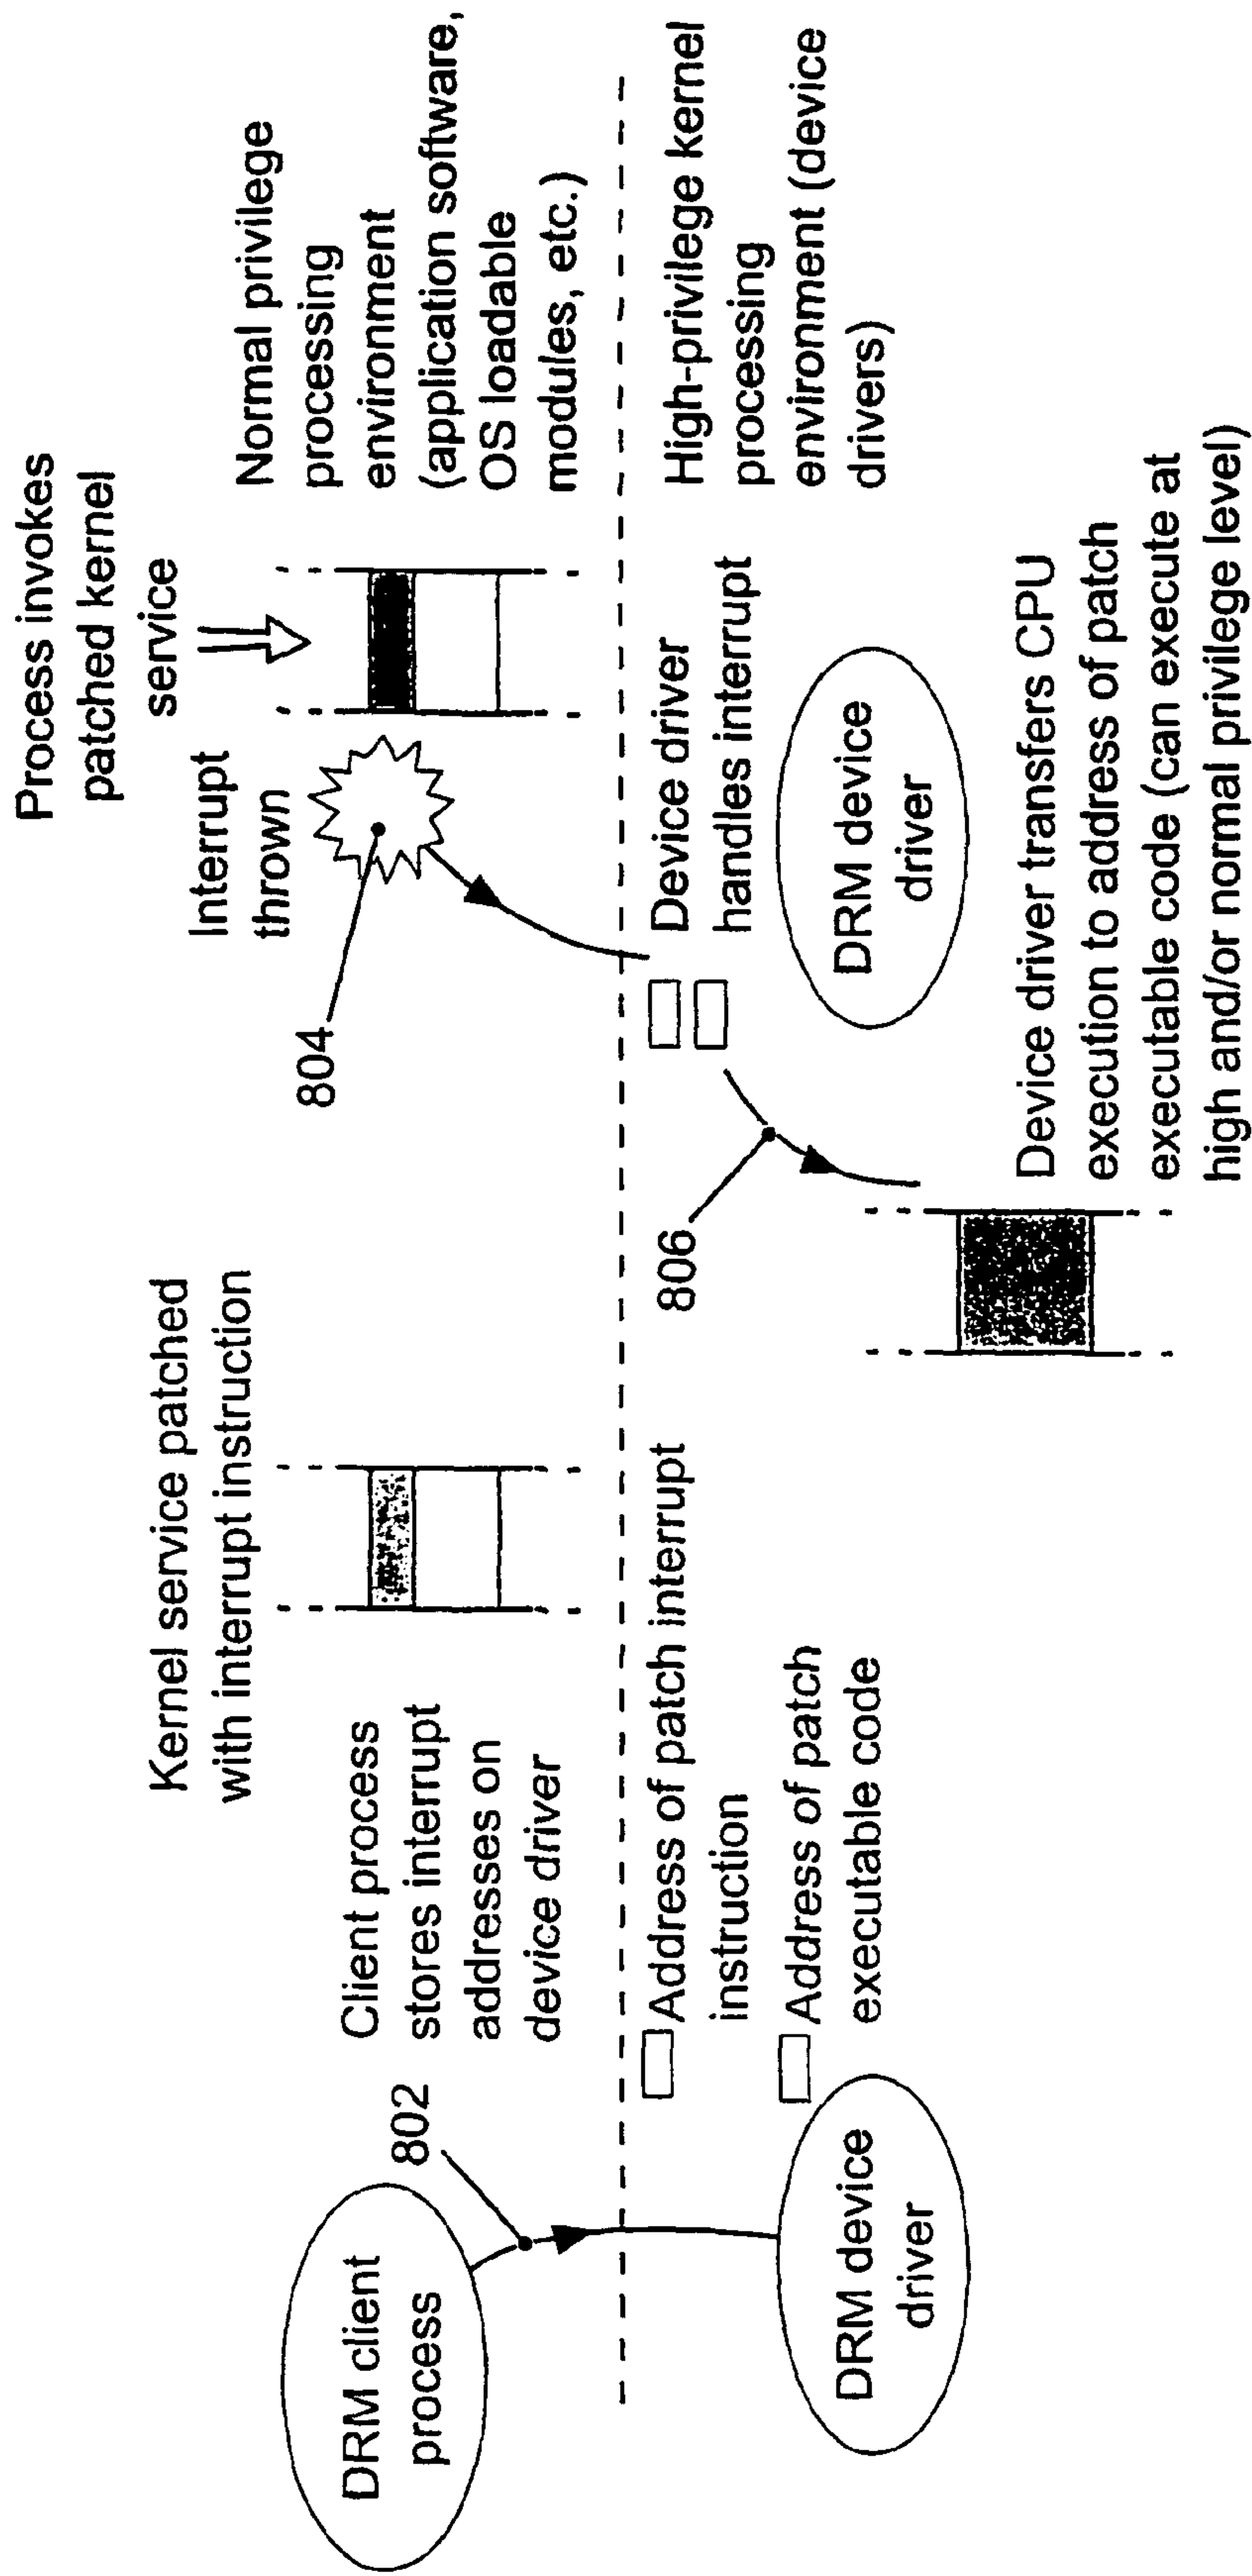 DRM client
process
802
Client process
stores interrupt
addresses on
device driver
Kernel service patched
with interrupt instruction
804
Interrupt
thrown
Process invokes
patched kernel
service
Normal privilege
processing
environment
(application software,
OS loadable
modules, etc.)
DRM device
driver
Address of patch interrupt
instruction
Address of patch
executable code
806
Device driver
handles interrupt
DRM device
driver
High-privilege kernel
processing
environment (device
drivers)
Device driver transfers CPU
execution to address of patch
executable code (can execute at
high and/or normal privilege level)